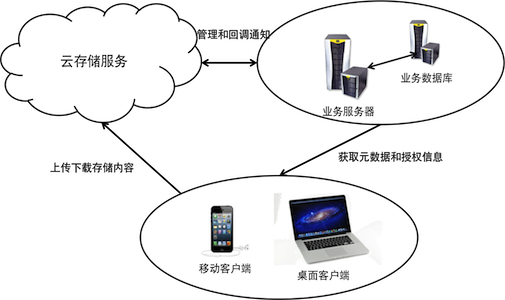 管理和回调通知
云存储服务
业务数据库
业务服务器
获取元数据和授权信息
上传下载存储内容
移动客户端
桌面客户端